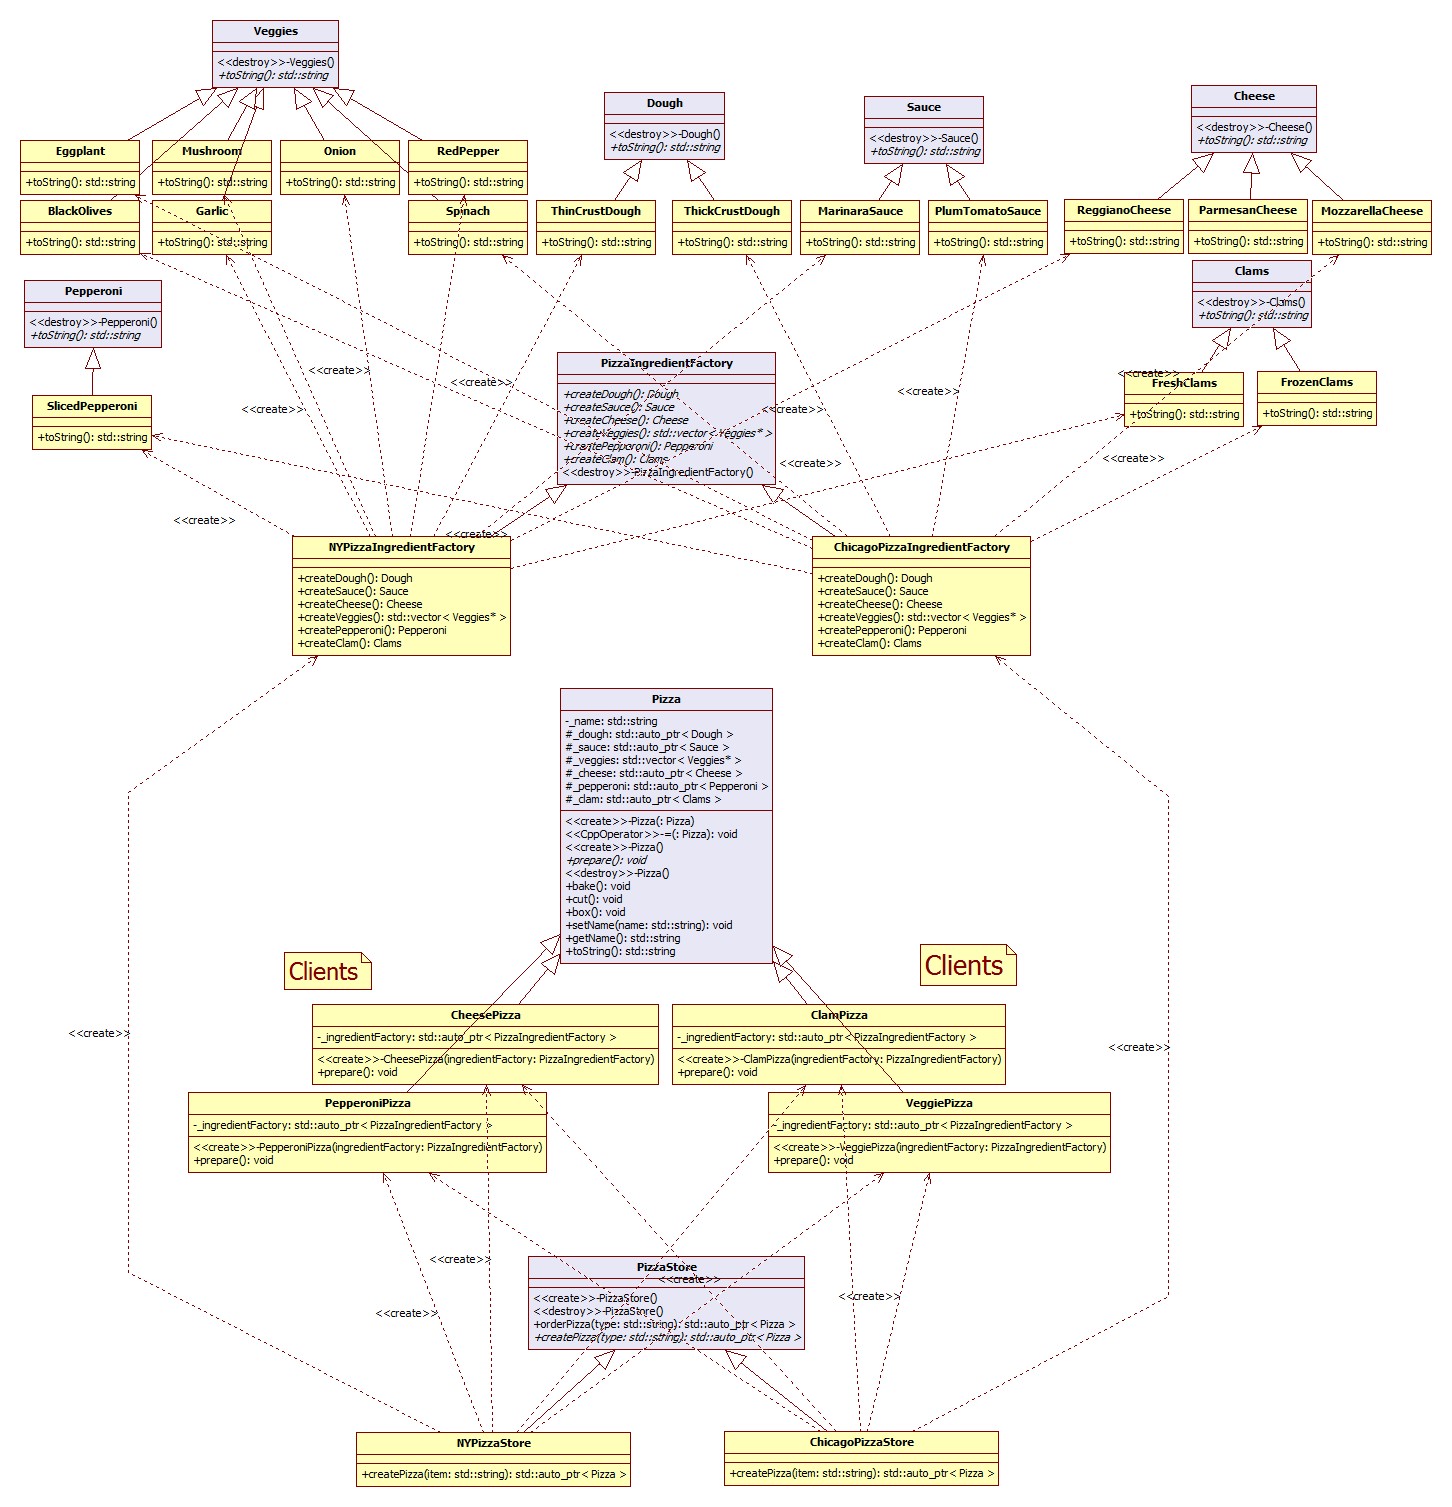 Veggies
<<destroy>>-Veggies()
+toString(): std::string
Dough
<<destroy>>-Dough()
+toString(): std::string
Sauce
<<destroy>>-Sauce()
+toString(): std::string
Cheese
<<destroy>>-Cheese()
+toString(): std::string
Eggplant
+toString(): std::string
Mushroom
+toString(): std::string
Onion
+toString(): std::string
RedPepper
+toString(): std::string
BlackOlives
+toString(): std::string
Garlic
+toString(): std::string
Spinach
+toString(): std::string
ThinCrustDough
+toString(): std::string
ThickCrustDough
+toString(): std::string
MarinaraSauce
+toString(): std::string
PlumTomatoSauce
+toString(): std::string
ReggianoCheese
+toString(): std::string
ParmesanCheese
+toString(): std::string
MozzarellaCheese
+toString(): std::string
Pepperoni
<<destroy>>-Pepperoni()
+toString(): std::string
Clams
<<destroy>>-Clams()
+toString(): std::string
SlicedPepperoni
+toString(): std::string
PizzaIngredientFactory
+createDough(): Dough
+createSauce(): Sauce
+createCheese(): Cheese
+createVeggies(): std::vector< Veggies* >
+createPepperoni(): Pepperoni
+createClam(): Clams
<<destroy>>-PizzaIngredientFactory()
FreshClams
+toString(): std::string
FrozenClams
+toString(): std::string
<<create>>
<<create>>
<<create>>
<<create>>
<<create>>
<<create>>
<<create>>
<<create>>
<<create>>
<<create>>
NYPizzaIngredientFactory
+createDough(): Dough
+createSauce(): Sauce
+createCheese(): Cheese
+createVeggies(): std::vector< Veggies* >
+createPepperoni(): Pepperoni
+createClam(): Clams
ChicagoPizzaIngredientFactory
+createDough(): Dough
+createSauce(): Sauce
+createCheese(): Cheese
+createVeggies(): std::vector< Veggies* >
+createPepperoni(): Pepperoni
+createClam(): Clams
Pizza
-_name: std::string
#_dough: std::auto_ptr< Dough >
#_sauce: std::auto_ptr< Sauce >
#_veggies: std::vector< Veggies* >
#_cheese: std::auto_ptr< Cheese >
#_pepperoni: std::auto_ptr< Pepperoni >
#_clam: std::auto_ptr< Clams >
<<create>>-Pizza(: Pizza)
<<CppOperator>>-=(: Pizza): void
<<create>>-Pizza()
+prepare(): void
<<destroy>>-Pizza()
+bake(): void
+cut(): void
+box(): void
+setName(name: std::string): void
+getName(): std::string
+toString(): std::string
Clients
Clients
CheesePizza
-_ingredientFactory: std::auto_ptr< PizzaIngredientFactory >
<<create>>-CheesePizza(ingredientFactory: PizzaIngredientFactory)
+prepare(): void
ClamPizza
-_ingredientFactory: std::auto_ptr< PizzaIngredientFactory >
<<create>>-ClamPizza(ingredientFactory: PizzaIngredientFactory)
+prepare(): void
<<create>>
<<create>>
PepperoniPizza
-_ingredientFactory: std::auto_ptr< PizzaIngredientFactory >
<<create>>-PepperoniPizza(ingredientFactory: PizzaIngredientFactory)
+prepare(): void
VeggiePizza
-_ingredientFactory: std::auto_ptr< PizzaIngredientFactory >
<<create>>-VeggiePizza(ingredientFactory: PizzaIngredientFactory)
+prepare(): void
<<create>>
<<create>>
<<create>>
<<create>>
PizzaStore
<<create>>-PizzaStore()
<<destroy>>-PizzaStore()
+orderPizza(type: std::string): std::auto_ptr< Pizza >
+createPizza(type: std::string): std::auto_ptr< Pizza >
NYPizzaStore
+createPizza(item: std::string): std::auto_ptr< Pizza >
ChicagoPizzaStore
+createPizza(item: std::string): std::auto_ptr< Pizza >